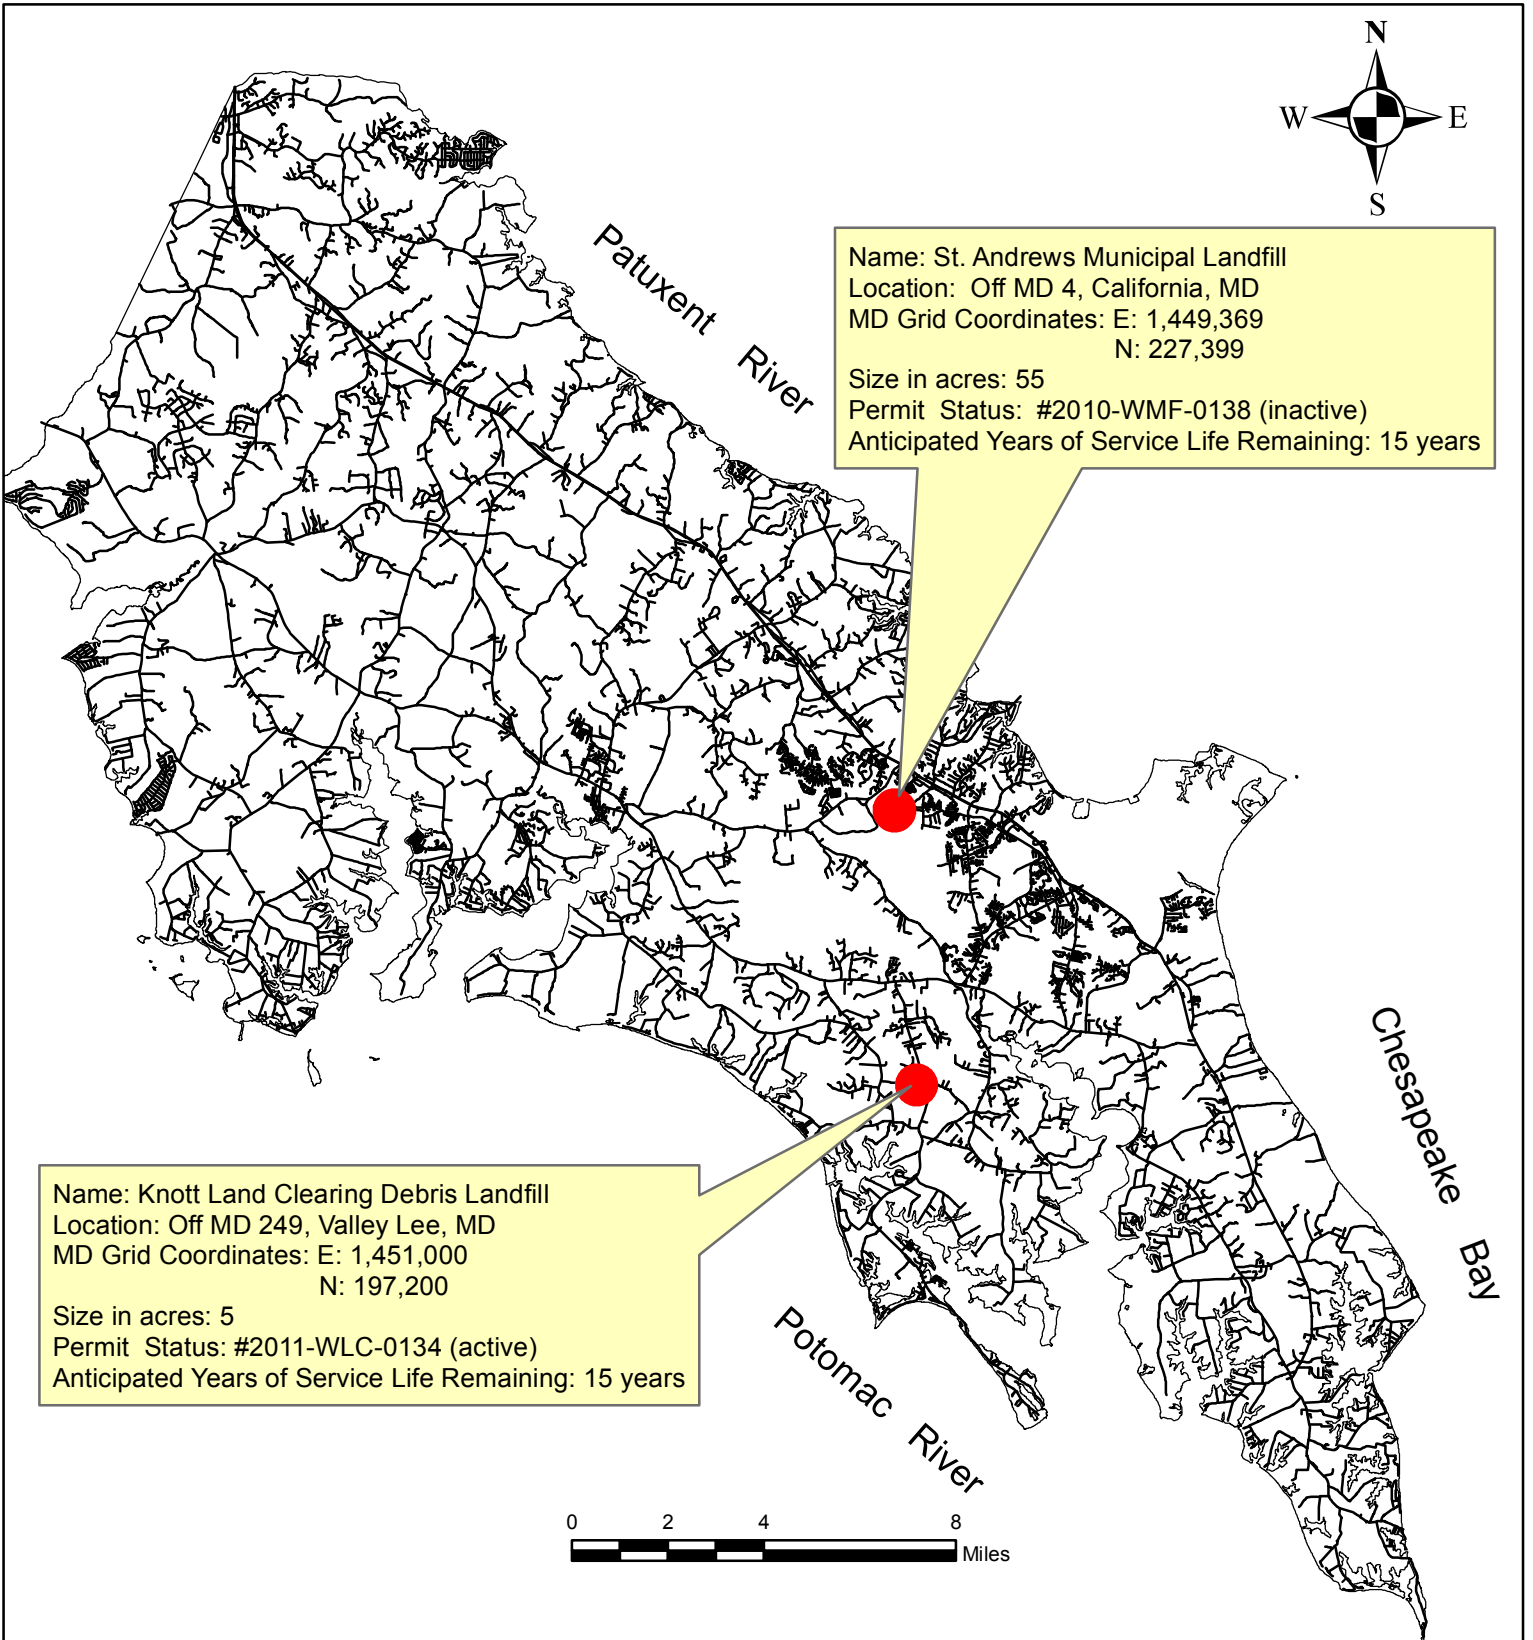 N
W E
S
Patuxent River
Name: St. Andrews Municipal Landfill
Location: Off MD 4, California, MD
MD Grid Coordinates: E: 1,449,369
N: 227,399
Size in acres: 55
Permit Status: #2010-WMF-0138 (inactive)
Anticipated Years of Service Life Remaining: 15 years
Chesapeake Bay
Name: Knott Land Clearing Debris Landfill
Location: Off MD 249, Valley Lee, MD
MD Grid Coordinates: E: 1,451,000
N: 197,200
Size in acres: 5
Permit Status: #2011-WLC-0134 (active)
Anticipated Years of Service Life Remaining: 15 years
Potomac River
0 2 4 8
Miles